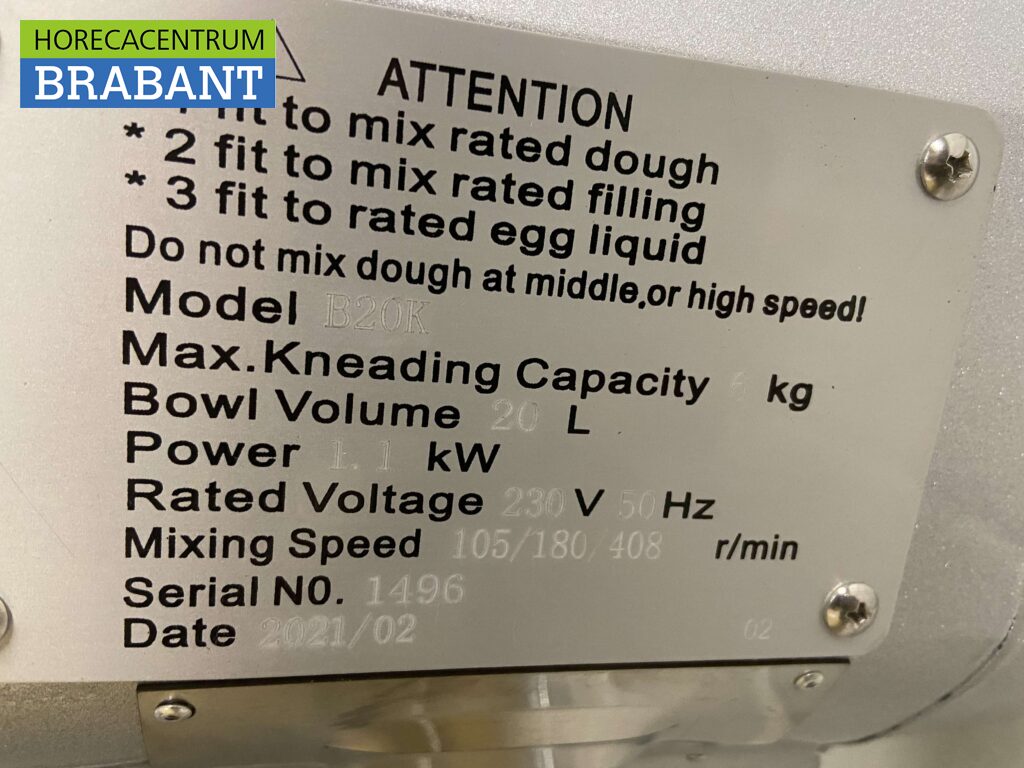 HORECACENTRUM
BRABANT
ATTENTION
fit to mix rated dough
* 2 fit to mix rated filling
* 3 fit to rated egg liquid
Do not mix dough at middle,or high speed!
Model B20K
Max.Kneading Capacity kg
Bowl Volume 20 L
Power 1.1 kW
Rated Voltage 230 V 50 Hz
Mixing Speed 105/180/408 r/min
Serial NO. 1496
Date 2021/02 02